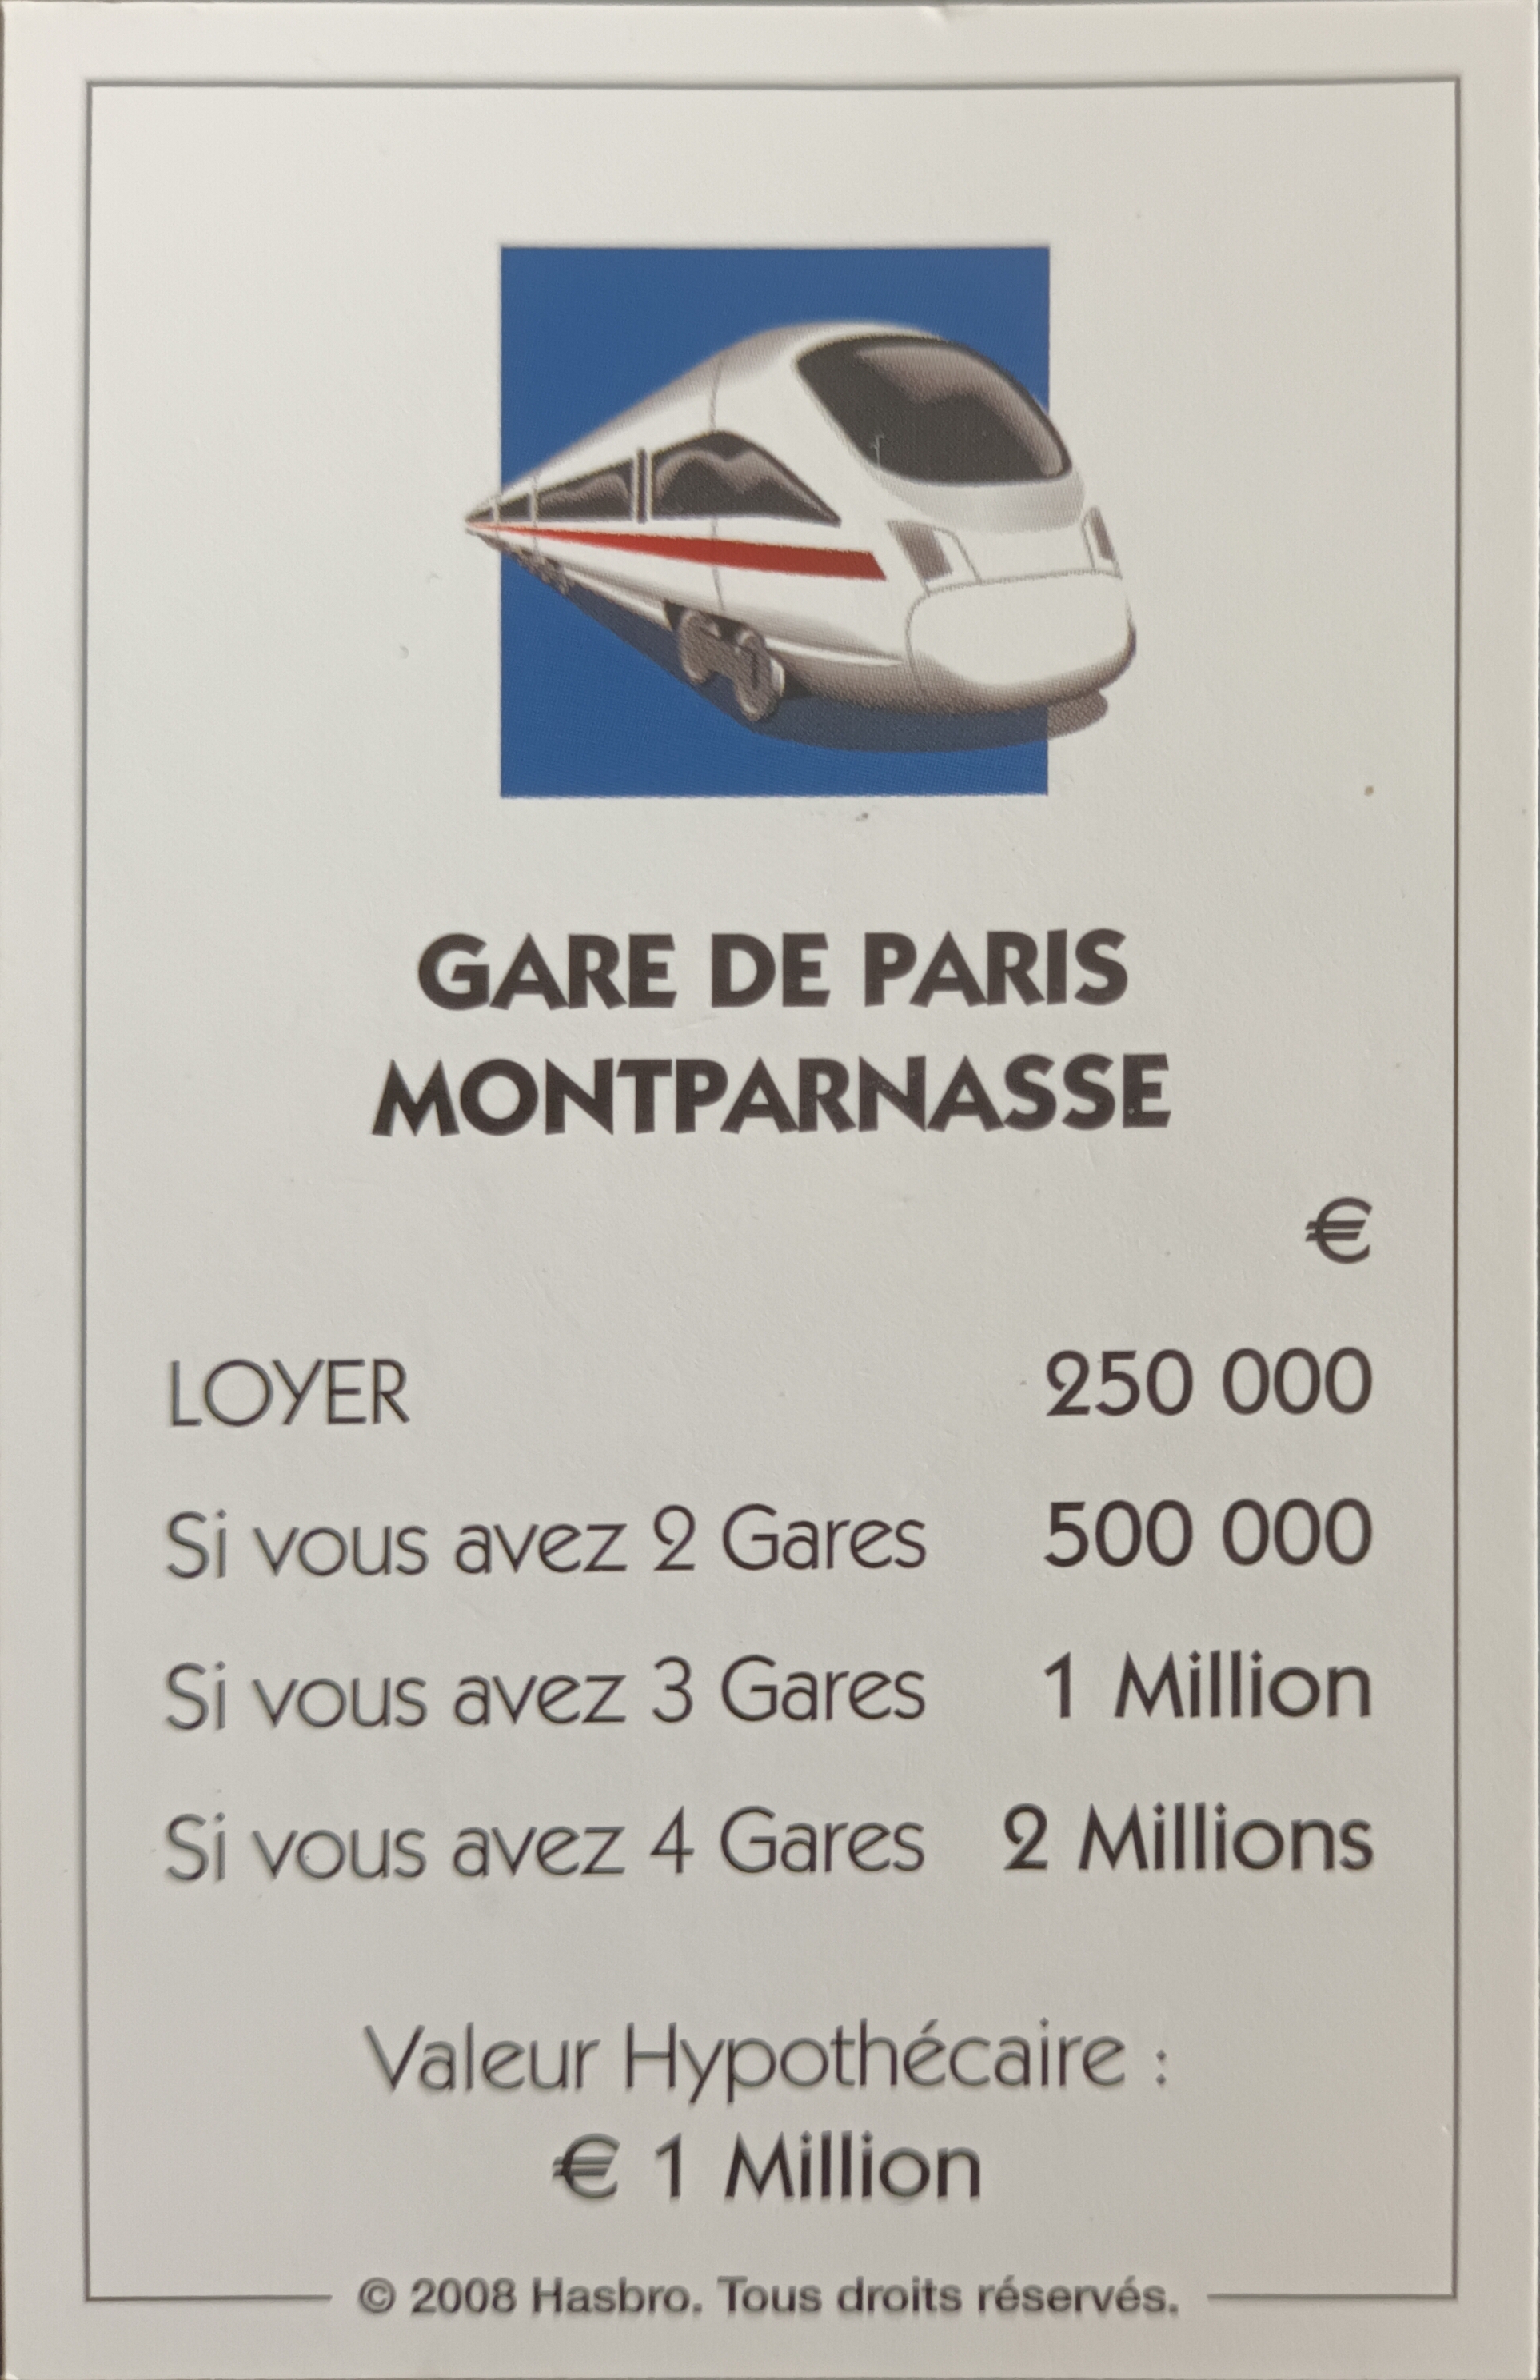 GARE DE PARIS
MONTPARNASSE
€
LOYER 250 000
Si vous avez 2 Gares 500 000
Si vous avez 3 Gares 1 Million
Si vous avez 4 Gares 2 Millions
Valeur Hypothécaire :
€ 1 Million
© 2008 Hasbro. Tous droits réservés.